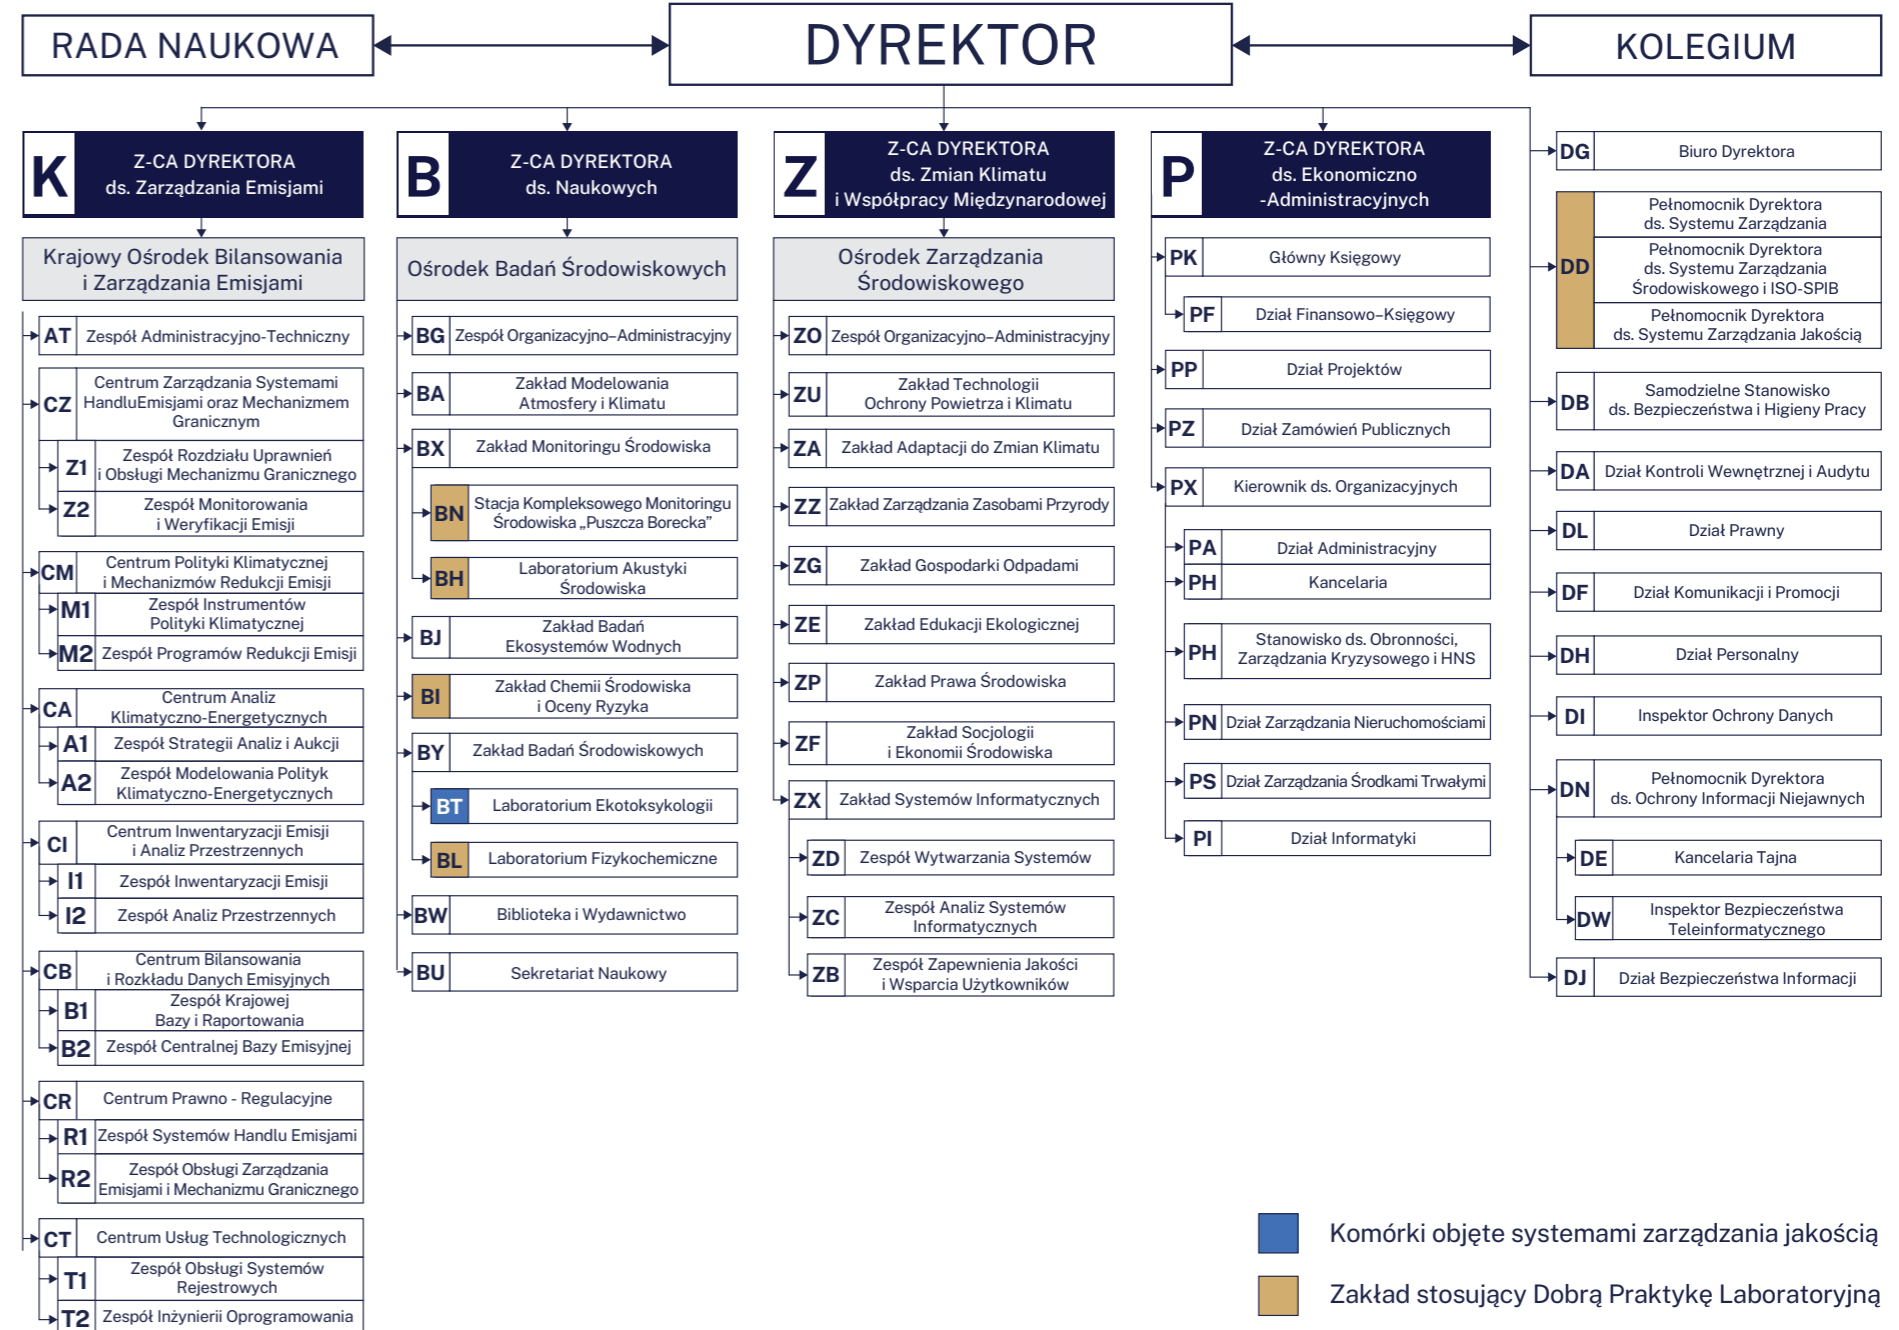 RADA NAUKOWA
DYREKTOR
KOLEGIUM
K
Z-CA DYREKTORA
ds. Zarządzania Emisjami
Krajowy Ośrodek Bilansowania
i Zarządzania Emisjami
AT
Zespół Administracyjno-Techniczny
CZ
Centrum Zarządzania Systemami
HandluEmisjami oraz Mechanizmem
Granicznym
Z1
Zespół Rozdziału Uprawnień
i Obsługi Mechanizmu Granicznego
Z2
Zespół Monitorowania
i Weryfikacji Emisji
CM
Centrum Polityki Klimatycznej
i Mechanizmów Redukcji Emisji
M1
Zespół Instrumentów
Polityki Klimatycznej
M2
Zespół Programów Redukcji Emisji
CA
Centrum Analiz
Klimatyczno-Energetycznych
A1
Zespół Strategii Analiz i Aukcji
A2
Zespół Modelowania Polityk
Klimatyczno-Energetycznych
CI
Centrum Inwentaryzacji Emisji
i Analiz Przestrzennych
I1
Zespół Inwentaryzacji Emisji
I2
Zespół Analiz Przestrzennych
CB
Centrum Bilansowania
i Rozkładu Danych Emisyjnych
B1
Zespół Krajowej
Bazy i Raportowania
B2
Zespół Centralnej Bazy Emisyjnej
CR
Centrum Prawno - Regulacyjne
R1
Zespół Systemów Handlu Emisjami
R2
Zespół Obsługi Zarządzania
Emisjami i Mechanizmu Granicznego
CT
Centrum Usług Technologicznych
T1
Zespół Obsługi Systemów
Rejestrowych
T2
Zespół Inżynierii Oprogramowania
B
Z-CA DYREKTORA
ds. Naukowych
Ośrodek Badań Środowiskowych
BG
Zespół Organizacyjno–Administracyjny
BA
Zakład Modelowania
Atmosfery i Klimatu
BX
Zakład Monitoringu Środowiska
BN
Stacja Kompleksowego Monitoringu
Środowiska „Puszcza Borecka”
BH
Laboratorium Akustyki
Środowiska
BJ
Zakład Badań
Ekosystemów Wodnych
BI
Zakład Chemii Środowiska
i Oceny Ryzyka
BY
Zakład Badań Środowiskowych
BT
Laboratorium Ekotoksykologii
BL
Laboratorium Fizykochemiczne
BW
Biblioteka i Wydawnictwo
BU
Sekretariat Naukowy
Z
Z-CA DYREKTORA
ds. Zmian Klimatu
i Współpracy Międzynarodowej
Ośrodek Zarządzania
Środowiskowego
ZO
Zespół Organizacyjno–Administracyjny
ZU
Zakład Technologii
Ochrony Powietrza i Klimatu
ZA
Zakład Adaptacji do Zmian Klimatu
ZZ
Zakład Zarządzania Zasobami Przyrody
ZG
Zakład Gospodarki Odpadami
ZE
Zakład Edukacji Ekologicznej
ZP
Zakład Prawa Środowiska
ZF
Zakład Socjologii
i Ekonomii Środowiska
ZX
Zakład Systemów Informatycznych
ZD
Zespół Wytwarzania Systemów
ZC
Zespół Analiz Systemów
Informatycznych
ZB
Zespół Zapewnienia Jakości
i Wsparcia Użytkowników
P
Z-CA DYREKTORA
ds. Ekonomiczno
-Administracyjnych
PK
Główny Księgowy
PF
Dział Finansowo–Księgowy
PP
Dział Projektów
PZ
Dział Zamówień Publicznych
PX
Kierownik ds. Organizacyjnych
PA
Dział Administracyjny
PH
Kancelaria
PH
Stanowisko ds. Obronności,
Zarządzania Kryzysowego i HNS
PN
Dział Zarządzania Nieruchomościami
PS
Dział Zarządzania Środkami Trwałymi
PI
Dział Informatyki
DG
Biuro Dyrektora
DD
Pełnomocnik Dyrektora
ds. Systemu Zarządzania
Pełnomocnik Dyrektora
ds. Systemu Zarządzania
Środowiskowego i ISO-SPIB
Pełnomocnik Dyrektora
ds. Systemu Zarządzania Jakością
DB
Samodzielne Stanowisko
ds. Bezpieczeństwa i Higieny Pracy
DA
Dział Kontroli Wewnętrznej i Audytu
DL
Dział Prawny
DF
Dział Komunikacji i Promocji
DH
Dział Personalny
DI
Inspektor Ochrony Danych
DN
Pełnomocnik Dyrektora
ds. Ochrony Informacji Niejawnych
DE
Kancelaria Tajna
DW
Inspektor Bezpieczeństwa
Teleinformatycznego
DJ
Dział Bezpieczeństwa Informacji
Komórki objęte systemami zarządzania jakością
Zakład stosujący Dobrą Praktykę Laboratoryjną